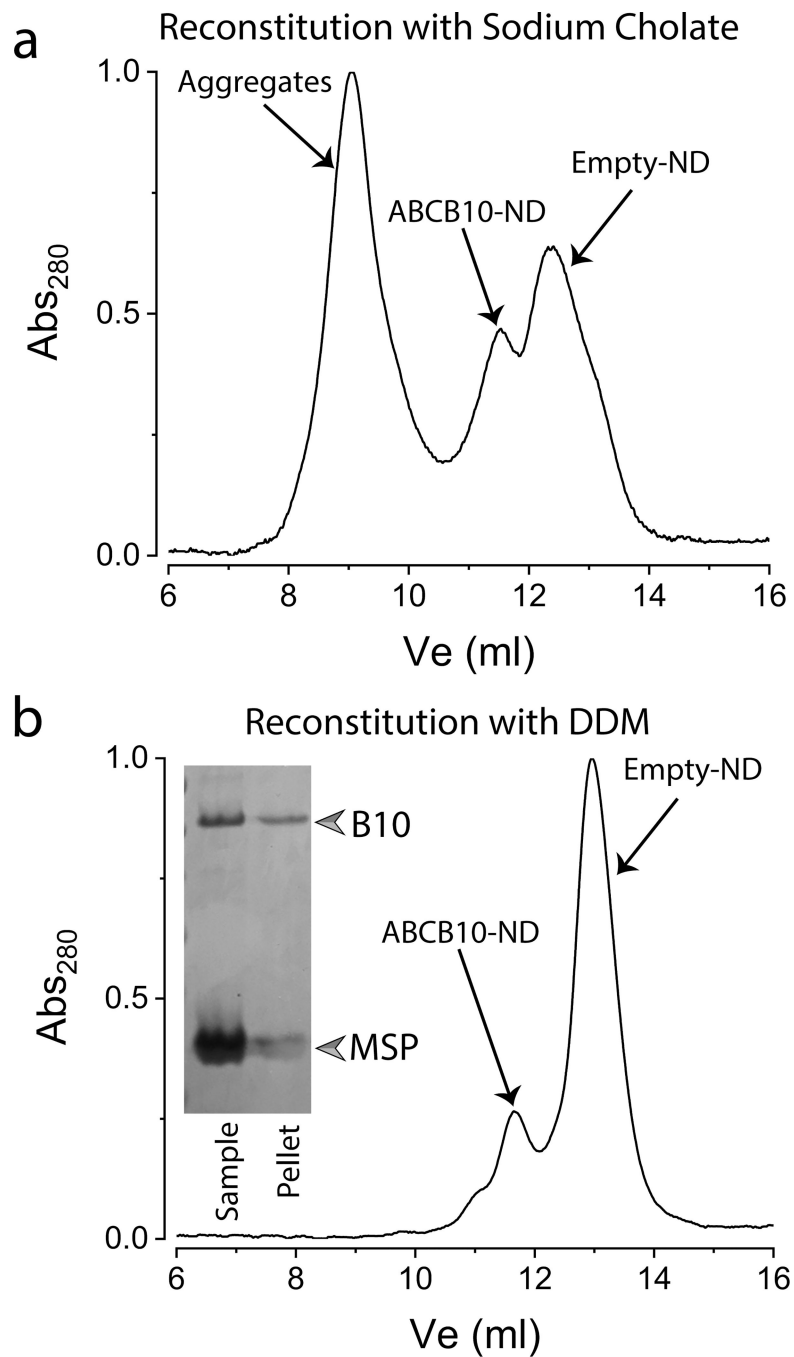 a
Reconstitution with Sodium Cholate
1.0
Aggregates
Empty-ND
ABCB10-ND
Abs280
0.5
0.0
6 8 10 12 14 16
Ve (ml)
b
Reconstitution with DDM
1.0
Empty-ND
B10
ABCB10-ND
Abs280
0.5
MSP
Sample
Pellet
0.0
6 8 10 12 14 16
Ve (ml)